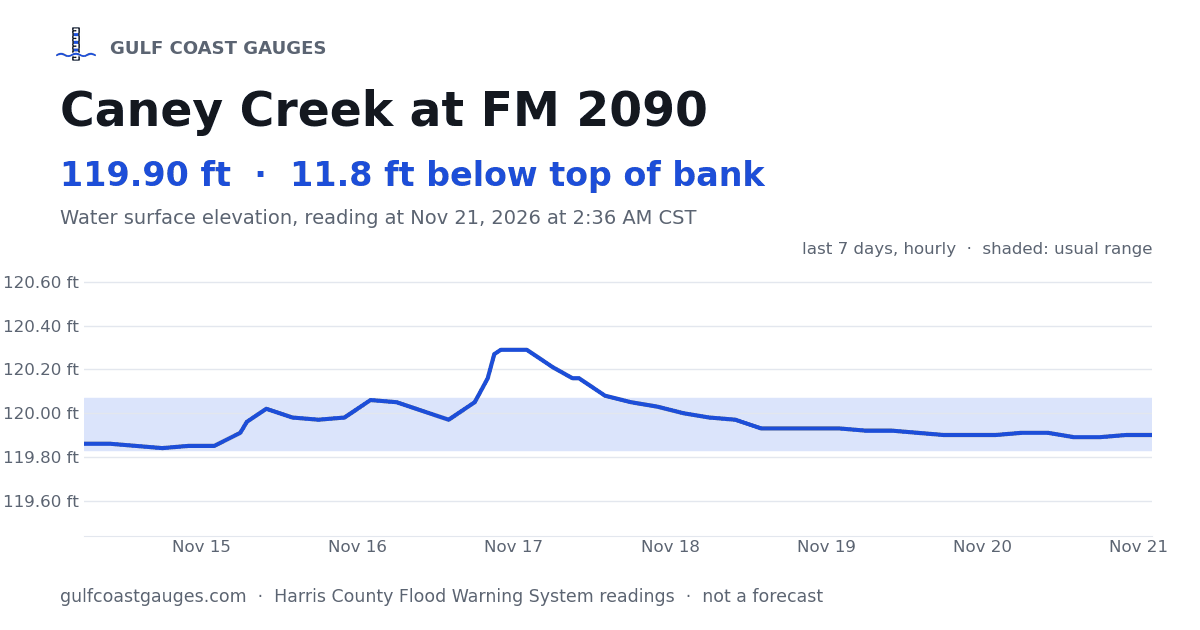 GULF COAST GAUGES
Caney Creek at FM 2090
119.90 ft · 11.8 ft below top of bank
Water surface elevation, reading at Nov 21, 2026 at 2:36 AM CST
last 7 days, hourly · shaded: usual range
120.60 ft
120.40 ft
120.20 ft
120.00 ft
119.80 ft
119.60 ft
Nov 15 Nov 16 Nov 17 Nov 18 Nov 19 Nov 20 Nov 21
gulfcoastgauges.com · Harris County Flood Warning System readings · not a forecast